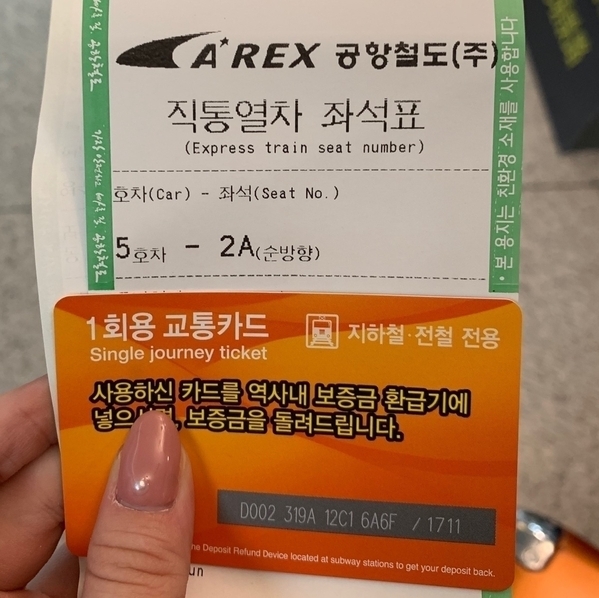 A*REX 공항철도(주)
직통열차 좌석표
(Express train seat number)
호차(Car) - 좌석(Seat No.)
5호차 - 2A(순방향)
• 본 용지는 친환경 소재를 사용합니다
1회용 교통카드
Single journey ticket
지하철·전철 전용
사용하신 카드를 역사내 보증금 환급기에
보증금을 돌려드립니다.
D002 319A 12C1 6A6F / 1711
Deposit Refund Device located at subway stations to get your deposit back.